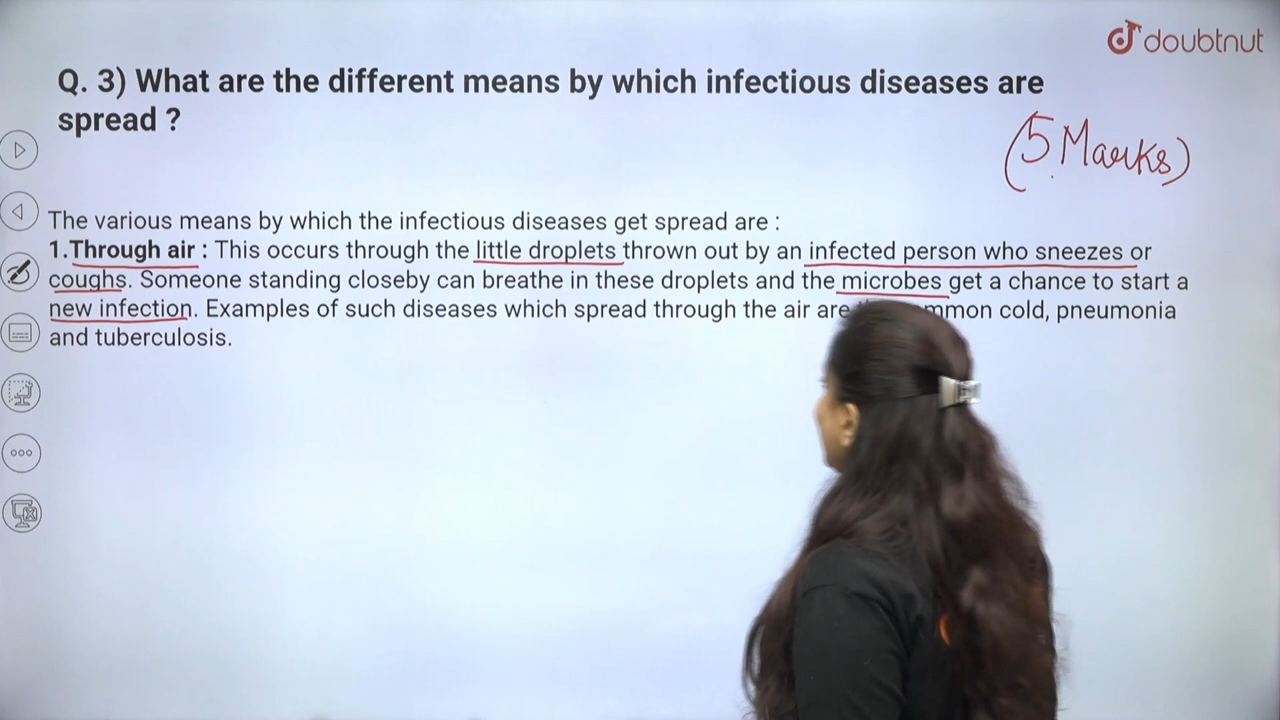 doubtnut
Q. 3) What are the different means by which infectious diseases are
spread ?
(5 Marks)
The various means by which the infectious diseases get spread are :
1.Through air : This occurs through the little droplets thrown out by an infected person who sneezes or
coughs. Someone standing closeby can breathe in these droplets and the microbes get a chance to start a
new infection. Examples of such diseases which spread through the air are cold, pneumonia
and tuberculosis.